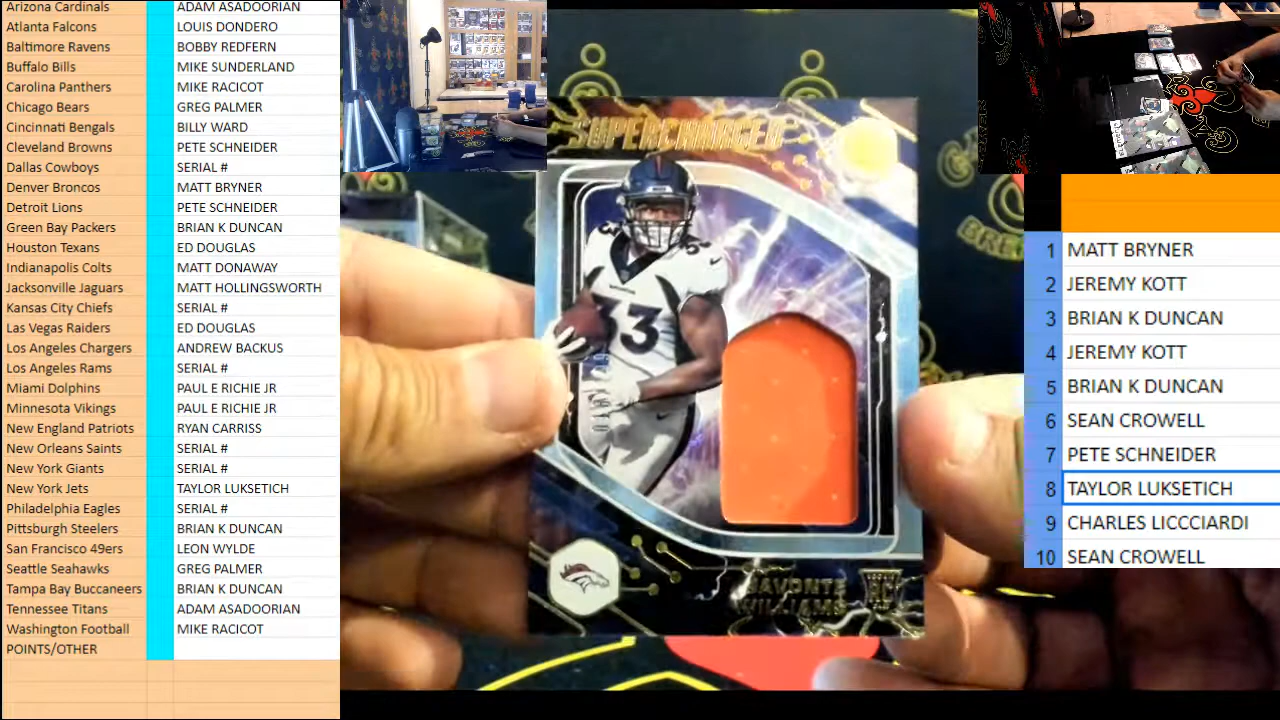 Arizona Cardinals ADAM ASADOORIAN
Atlanta Falcons LOUIS DONDERO
Baltimore Ravens BOBBY REDFERN
Buffalo Bills MIKE SUNDERLAND
Carolina Panthers MIKE RACICOT
Chicago Bears GREG PALMER
Cincinnati Bengals BILLY WARD
Cleveland Browns PETE SCHNEIDER
Dallas Cowboys SERIAL #
Denver Broncos MATT BRYNER
Detroit Lions PETE SCHNEIDER
Green Bay Packers BRIAN K DUNCAN
Houston Texans ED DOUGLAS
Indianapolis Colts MATT DONAWAY
Jacksonville Jaguars MATT HOLLINGSWORTH
Kansas City Chiefs SERIAL #
Las Vegas Raiders ED DOUGLAS
Los Angeles Chargers ANDREW BACKUS
Los Angeles Rams SERIAL #
Miami Dolphins PAUL E RICHIE JR
Minnesota Vikings PAUL E RICHIE JR
New England Patriots RYAN CARISS
New Orleans Saints SERIAL #
New York Giants SERIAL #
New York Jets TAYLOR LUKSETICH
Philadelphia Eagles SERIAL #
Pittsburgh Steelers BRIAN K DUNCAN
San Francisco 49ers LEON WYLDE
Seattle Seahawks GREG PALMER
Tampa Bay Buccaneers BRIAN K DUNCAN
Tennessee Titans ADAM ASADOORIAN
Washington Football MIKE RACICOT
POINTS/OTHER
SUPERCHARGED
33
JAVONTE
WILLIAMS
RC
1 MATT BRYNER
2 JEREMY KOTT
3 BRIAN K DUNCAN
4 JEREMY KOTT
5 BRIAN K DUNCAN
6 SEAN CROWELL
7 PETE SCHNEIDER
8 TAYLOR LUKSETICH
9 CHARLES LICCCIARDI
10 SEAN CROWELL